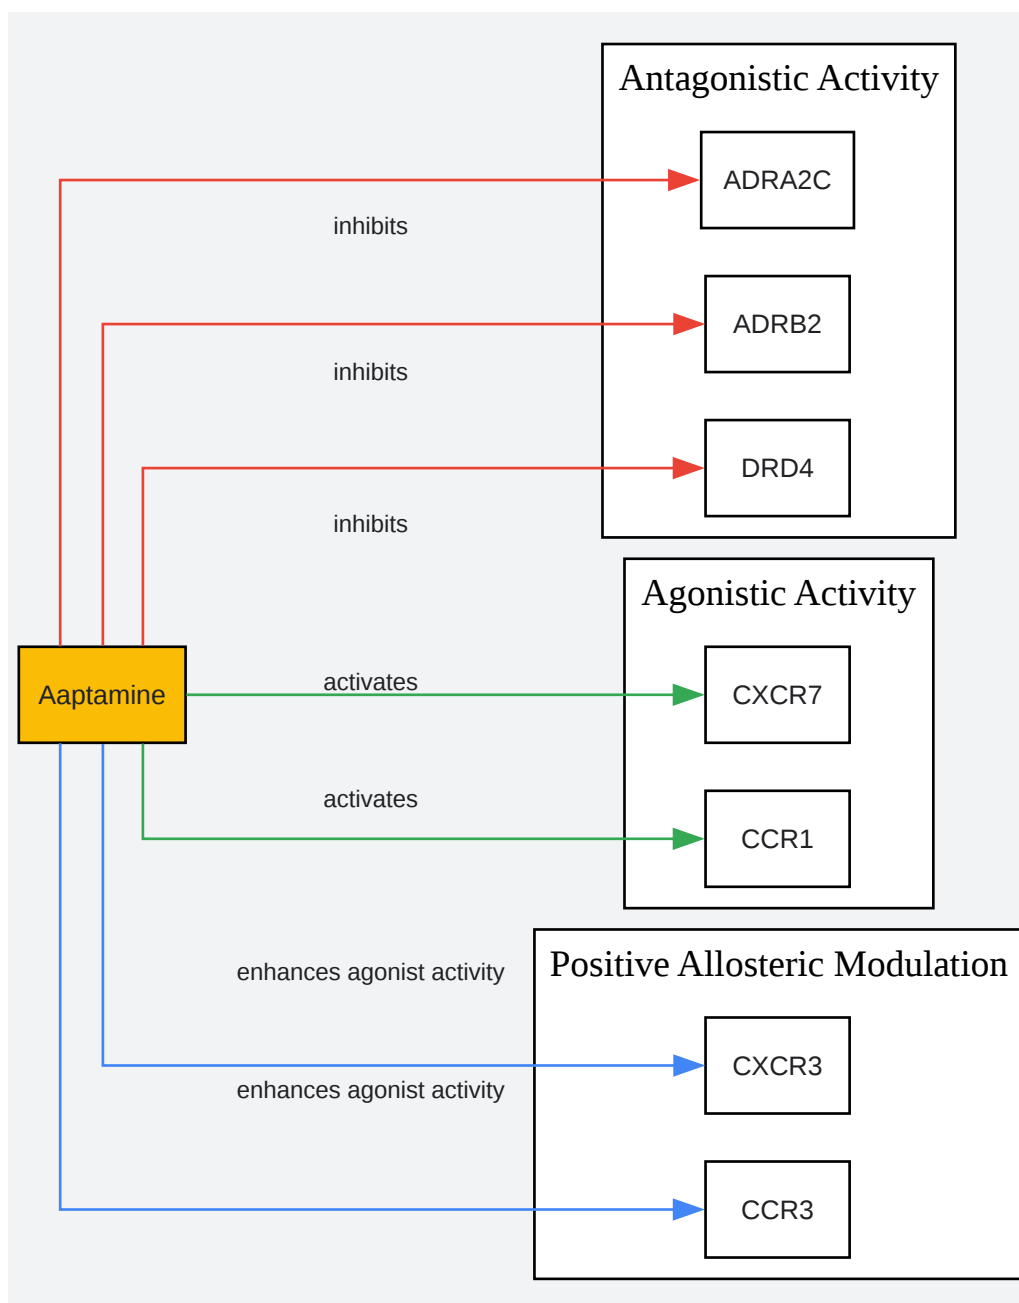 Antagonistic Activity
ADRA2C
inhibits
ADRB2
inhibits
DRD4
inhibits
Agonistic Activity
Aaptamine
activates
CXCR7
activates
CCR1
Positive Allosteric Modulation
enhances agonist activity
CXCR3
enhances agonist activity
CCR3